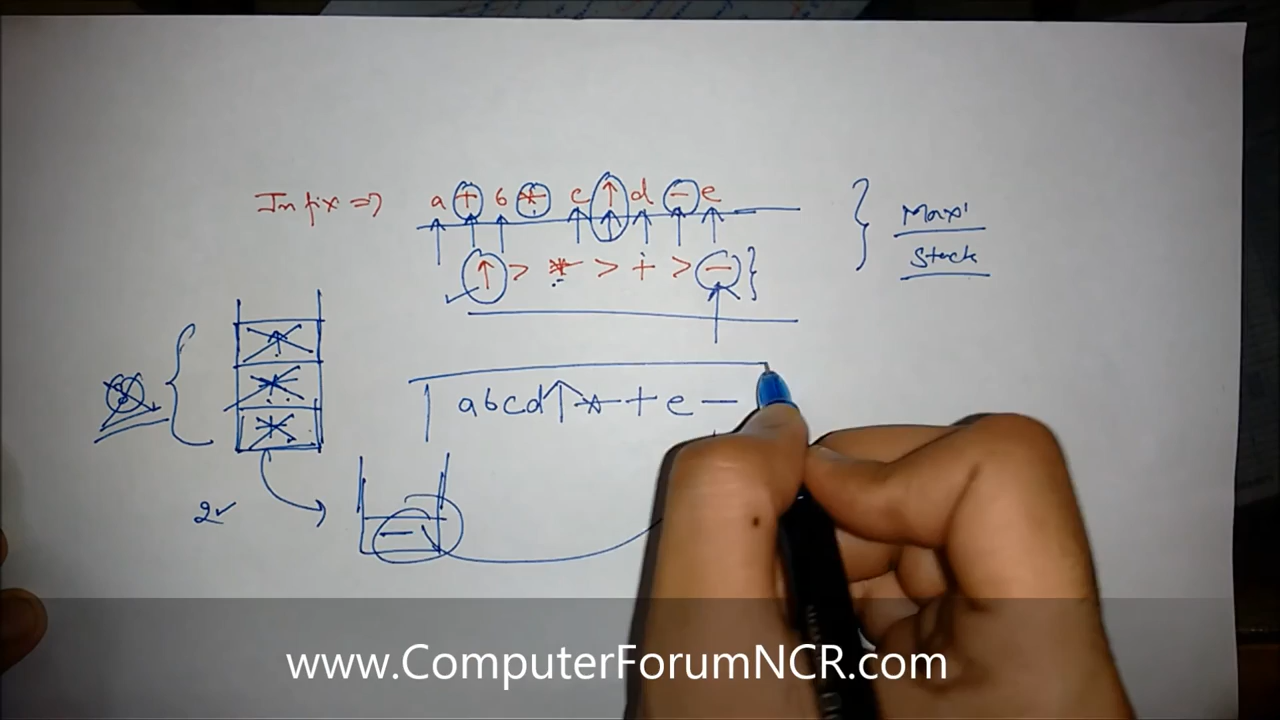 Infix => a + b * c ↑ d - e
Max'
Stack
↑ > * > + > -
abcd↑*+e-
2✓
-
www.ComputerForumNCR.com